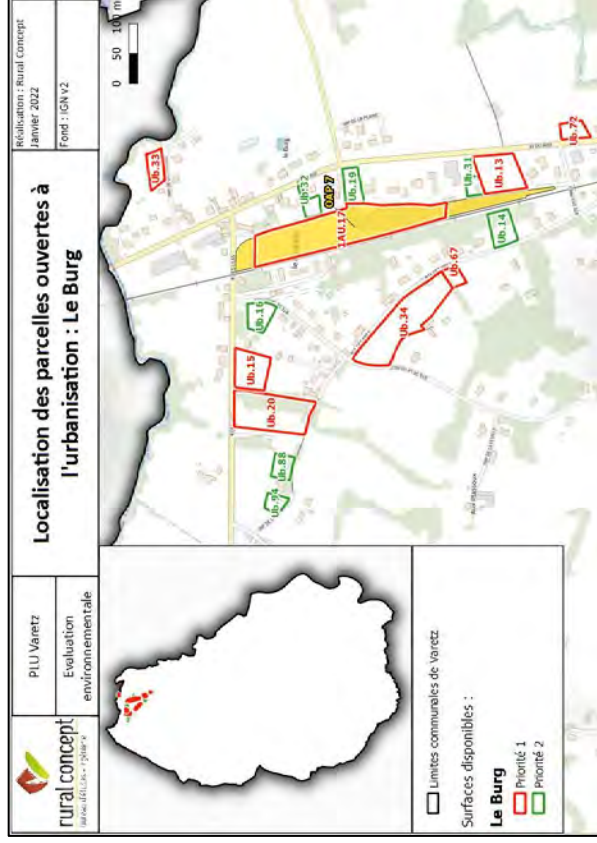 rural concept
PLU Varetz
Evaluation
environnementale
Localisation des parcelles ouvertes à
l'urbanisation : Le Burg
Réalisation : Rural Concept
Janvier 2022
Fond : IGN v2
0 50 100 m
Ub.33
le Burg
Ub.32
OAP 7
Ub.19
1AU.17
Ub.31
Ub.13
Ub.72
Ub.14
Ub.16
Ub.15
Ub.20
Ub.88
Ub.94
Ub.34
Ub.67
Limites communales de Varetz
Surfaces disponibles :
Le Burg
Priorité 1
Priorité 2